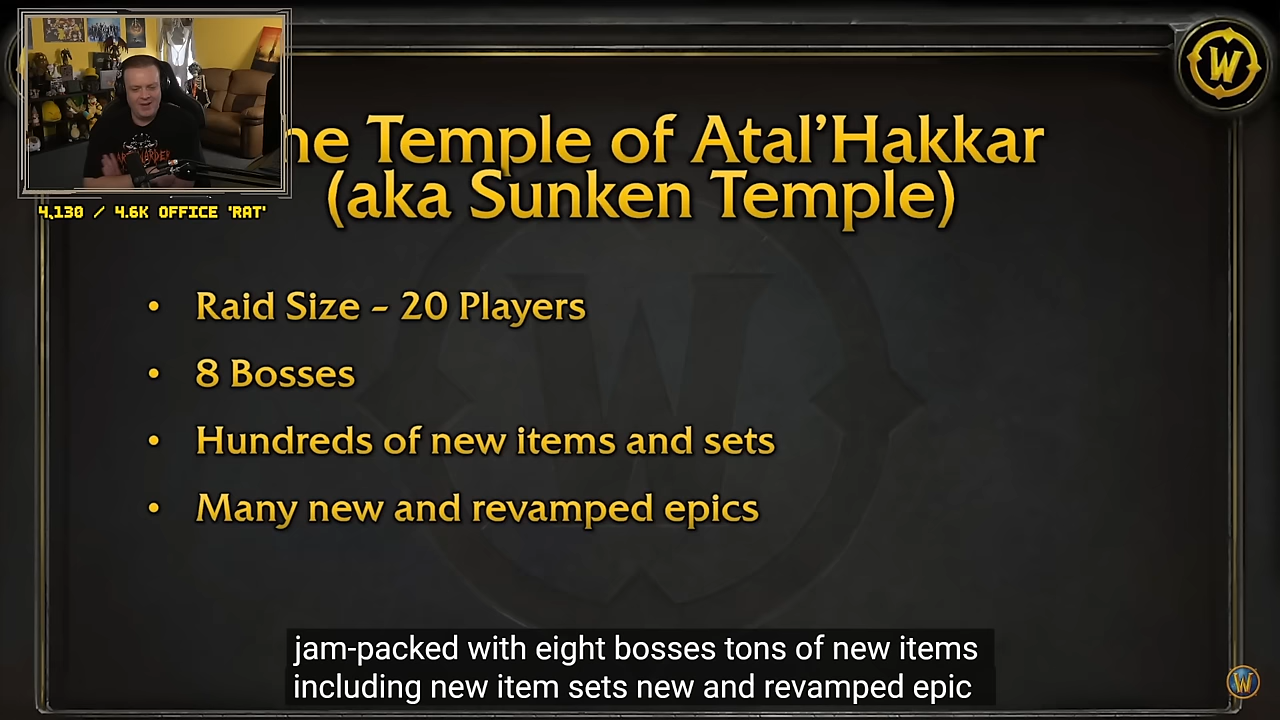 ne Temple of Atal'Hakkar
(aka Sunken Temple)
4,130 / 4.6K OFFICE 'RAT'
• Raid Size - 20 Players
• 8 Bosses
• Hundreds of new items and sets
• Many new and revamped epics
jam-packed with eight bosses tons of new items
including new item sets new and revamped epic